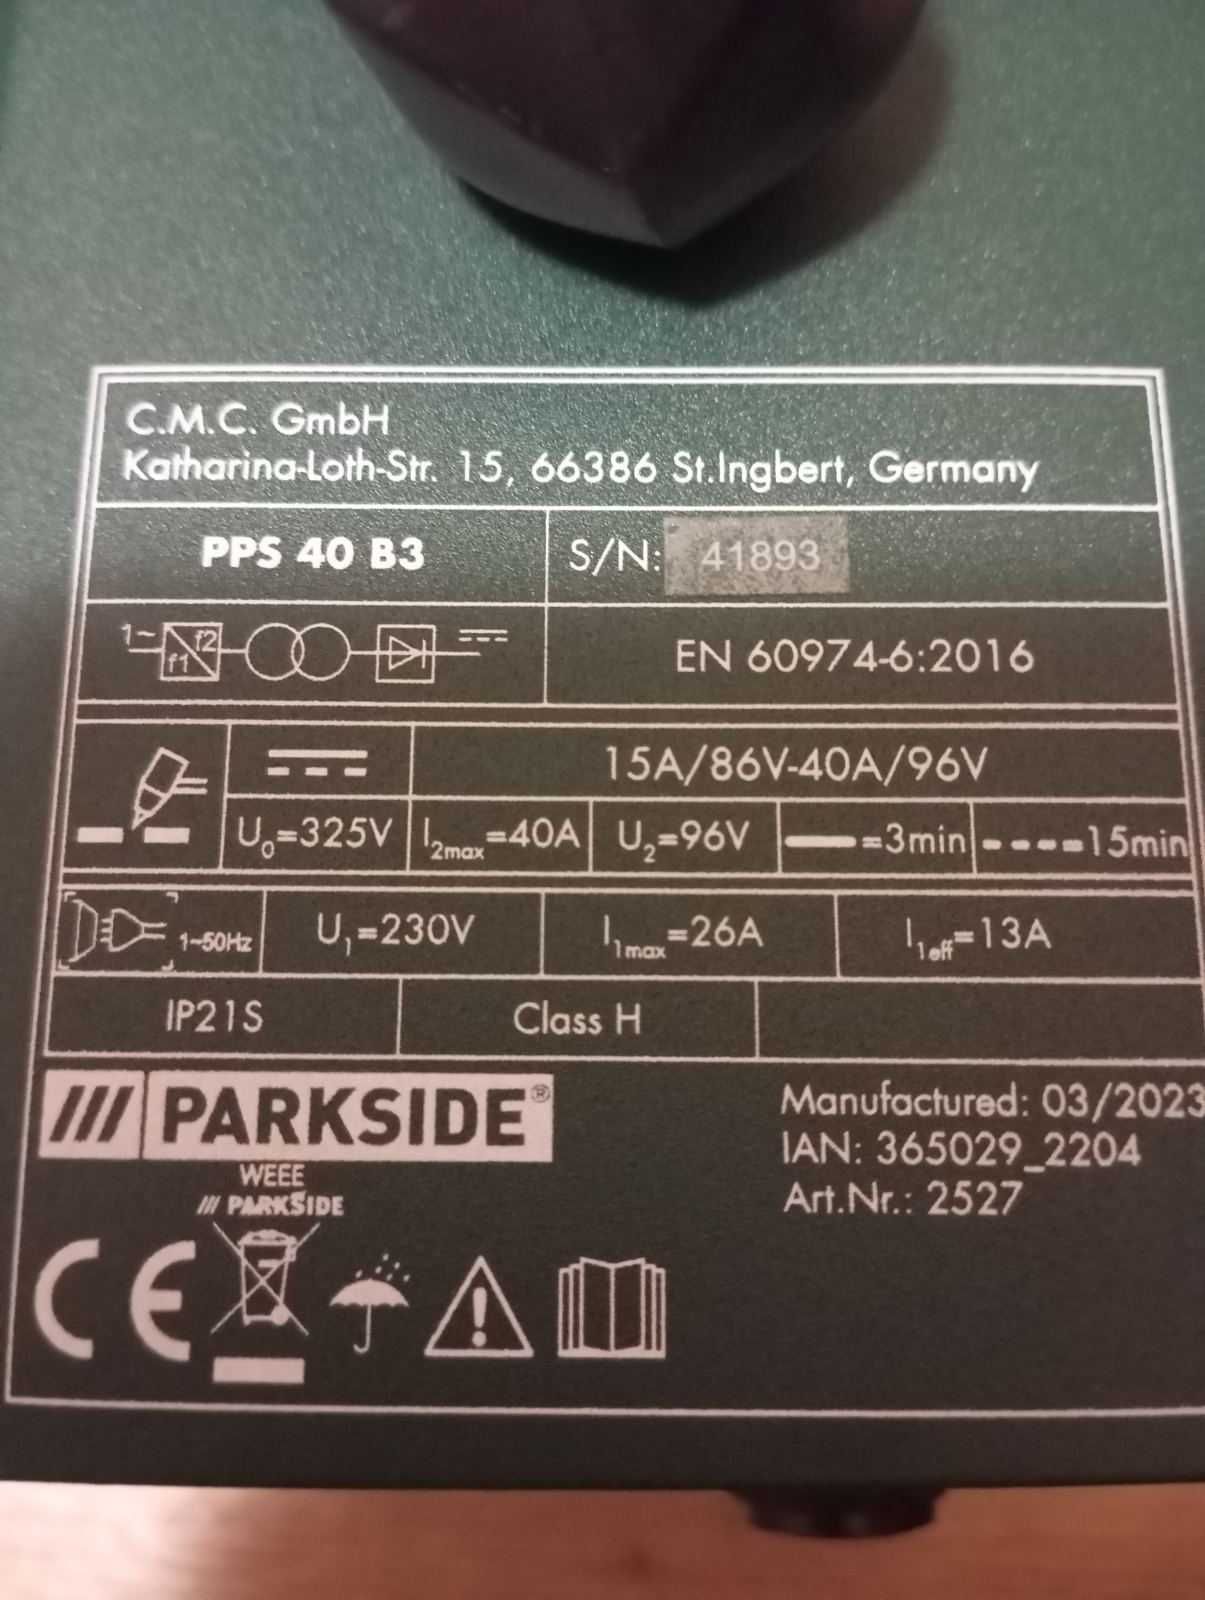 C.M.C. GmbH
Katharina-Loth-Str. 15, 66386 St.Ingbert, Germany
PPS 40 B3
S/N: 41893
1~ f1 f2
EN 60974-6:2016
15A/86V-40A/96V
U0=325V
I2max=40A
U2=96V
=3min
=15min
1~50Hz
U1=230V
I1max=26A
I1eff=13A
IP21S
Class H
/// PARKSIDE®
Manufactured: 03/2023
IAN: 365029_2204
Art.Nr.: 2527
WEEE
/// PARKSIDE
CE